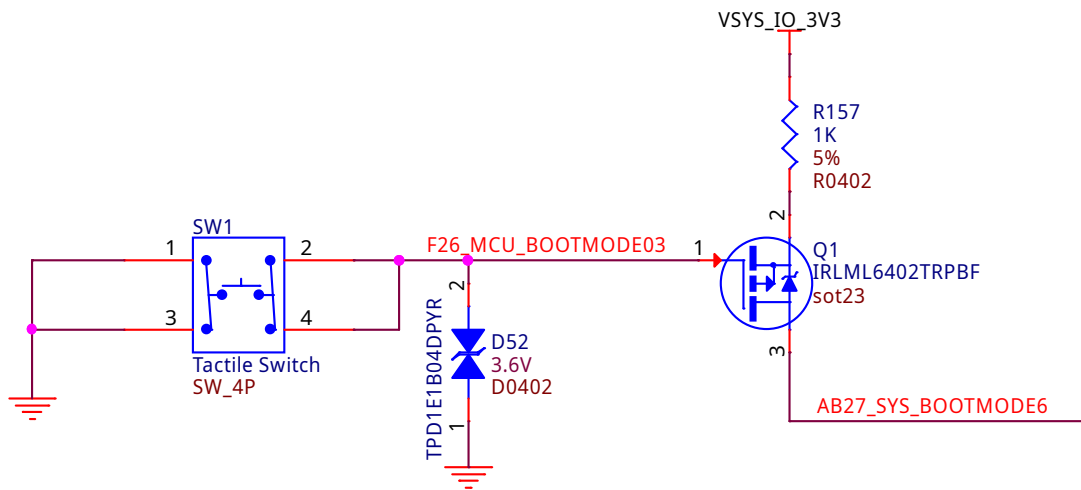 VSYS_IO_3V3
R157
1K
5%
R0402
2
SW1
1
2
F26_MCU_BOOTMODE03
1
Q1
IRLML6402TRPBF
sot23
2
3
4
TPD1E1B04DPYR
D52
3.6V
D0402
3
Tactile Switch
SW_4P
1
AB27_SYS_BOOTMODE6